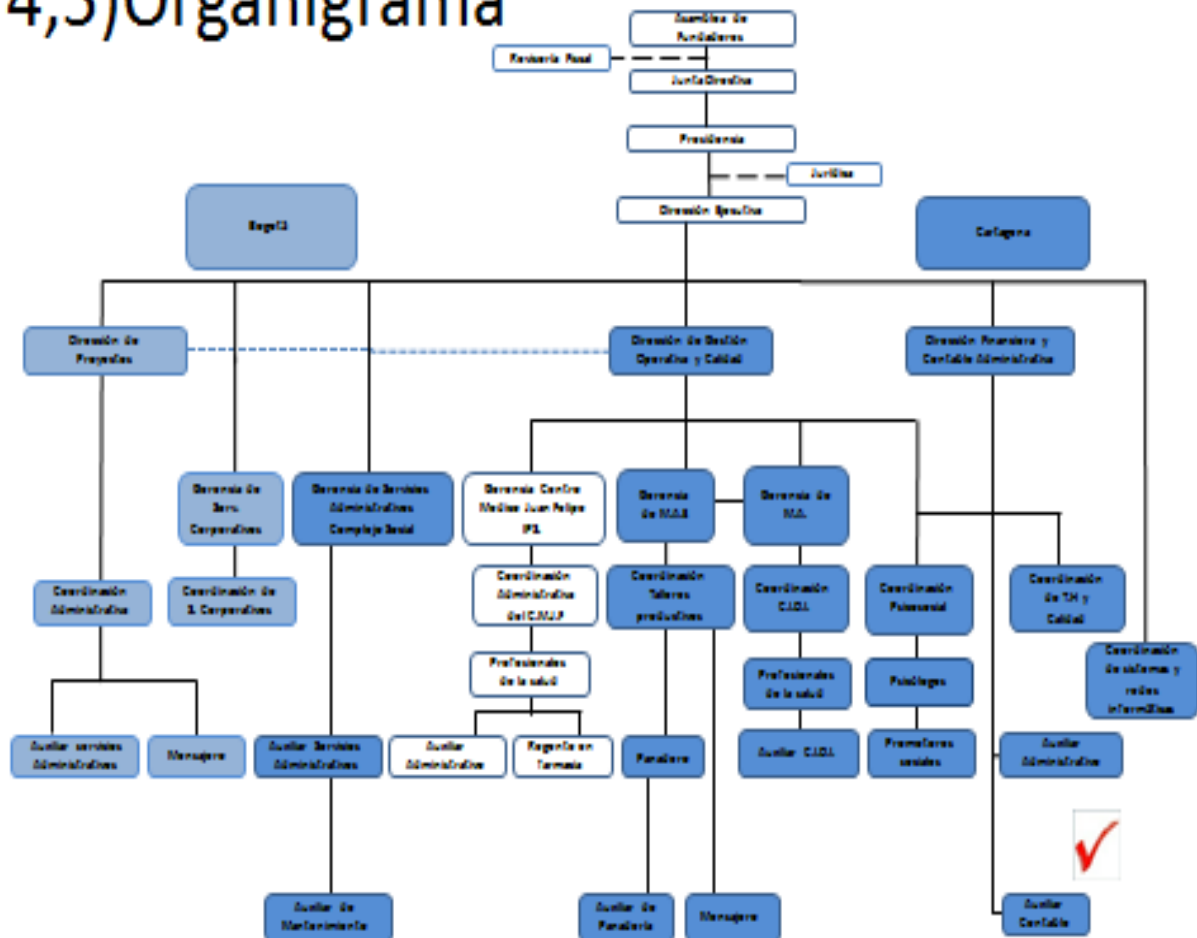 4,5)Organigrama
Asamblea de
Fundadores
Revisoría Fiscal
Junta Directiva
Presidencia
Jurídica
Dirección Ejecutiva
Bogotá
Cartagena
Dirección de
Proyectos
Dirección de Gestión
Operativa y Calidad
Dirección Financiera y
Contable Administrativa
Gerencia de
Serv.
Corporativos
Gerencia de Servicios
Administrativos
Complejo Social
Gerencia Centro
Medico Juan Felipe
IPS.
Gerencia
de M.A.S
Gerencia de
M.A.
Coordinación
Administrativa
Coordinación de
S. Corporativos
Coordinación
Administrativa
del C.M.J.F
Coordinación
Talleres
productivos
Coordinación
C.I.D.I.
Coordinación
Psicosocial
Coordinación
de T.H y
Calidad
Coordinación
de sistemas y
redes
informáticas
Profesionales
de la salud
Profesionales
de la salud
Psicólogos
Auxiliar servicios
Administrativos
Mensajero
Auxiliar Servicios
Administrativos
Auxiliar
Administrativo
Regente en
farmacia
Panadero
Auxiliar C.I.D.I.
Promotores
sociales
Auxiliar
Administrativo
Auxiliar de
Mantenimiento
Auxiliar de
Panadería
Mensajero
Auxiliar
Contable